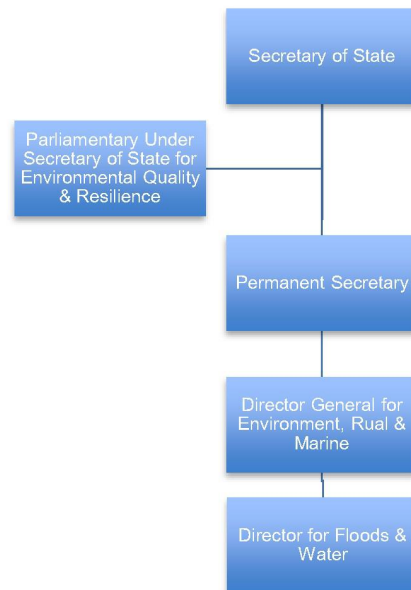 Secretary of State
Parliamentary Under
Secretary of State for
Environmental Quality
& Resilience
Permanent Secretary
Director General for
Environment, Rual &
Marine
Director for Floods &
Water